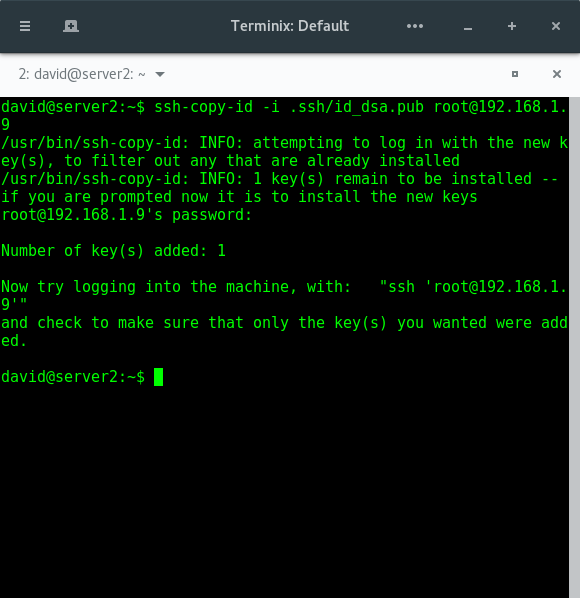 Terminix: Default
2: david@server2: ~
david@server2:~$ ssh-copy-id -i .ssh/id_dsa.pub root@192.168.1.
9
/usr/bin/ssh-copy-id: INFO: attempting to log in with the new k
ey(s), to filter out any that are already installed
/usr/bin/ssh-copy-id: INFO: 1 key(s) remain to be installed --
if you are prompted now it is to install the new keys
root@192.168.1.9's password:
Number of key(s) added: 1
Now try logging into the machine, with:   "ssh 'root@192.168.1.
9'"
and check to make sure that only the key(s) you wanted were add
ed.
david@server2:~$